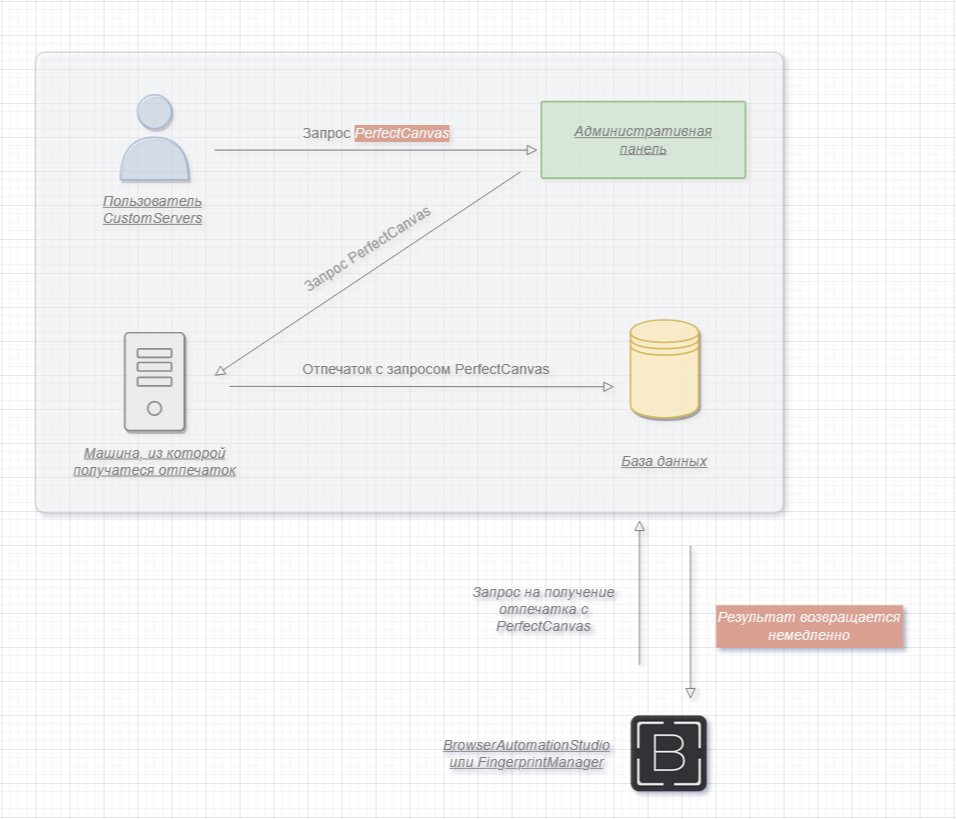 Запрос PerfectCanvas
Административная
панель
Пользователь
CustomServers
Запрос PerfectCanvas
Отпечаток с запросом PerfectCanvas
Машина, из которой
получатеся отпечаток
База данных
Запрос на получение
отпечатка с
PerfectCanvas
Результат возвращается
немедленно
BrowserAutomationStudio
или FingerprintManager
B